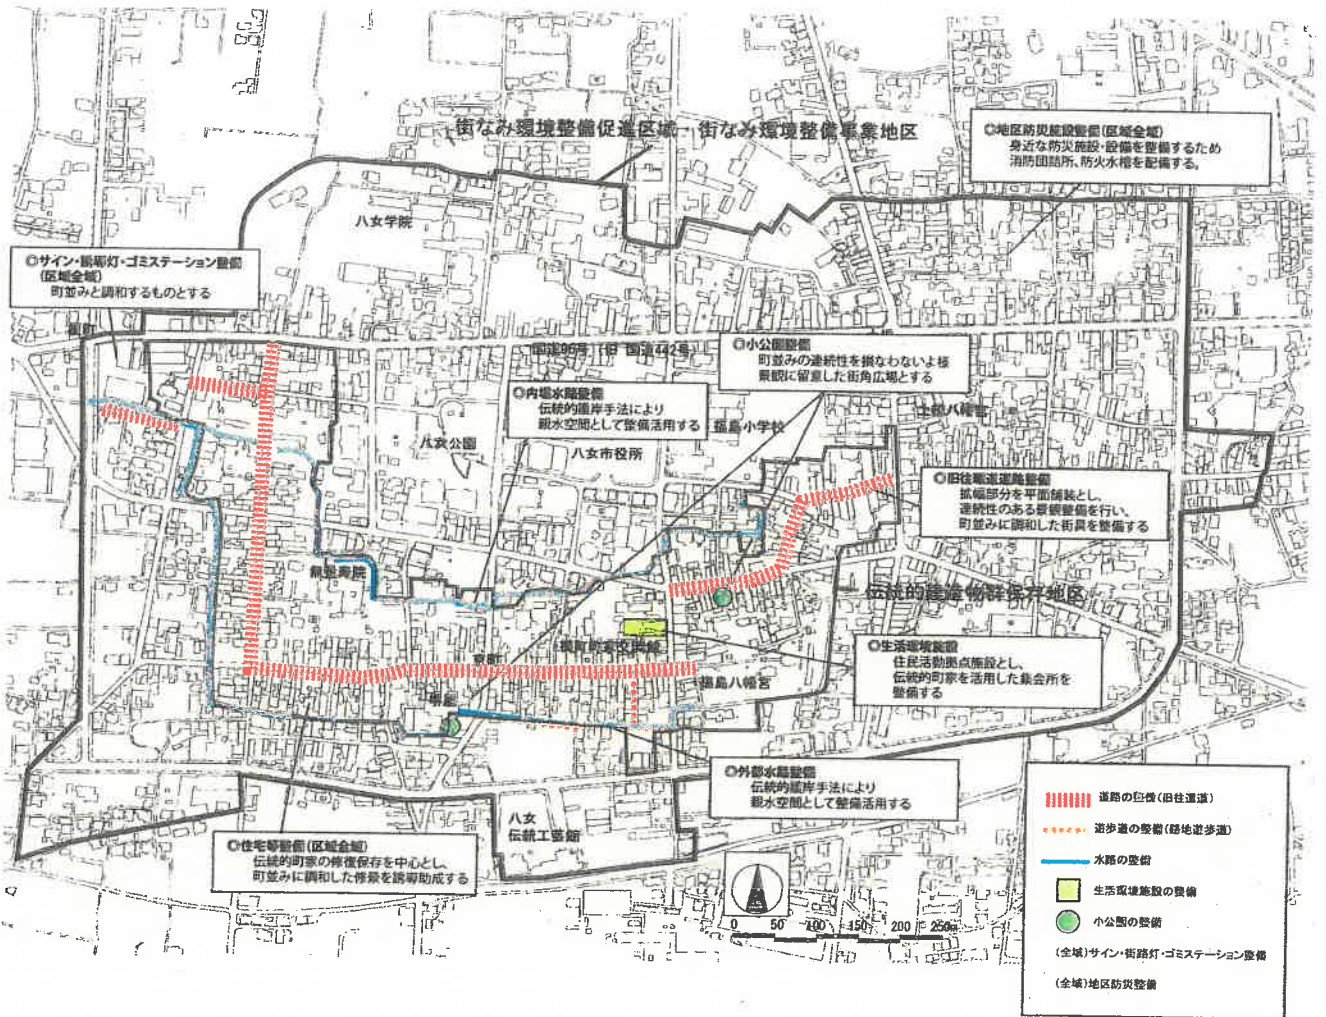 街なみ環境整備促進区域・街なみ環境整備事業地区
◎地区防災施設整備(区域全域)
身近な防災施設・設備を整備するため
消防団詰所、防火水槽を配備する。
八女学院
◎サイン・街路灯・ゴミステーション整備
(区域全域)
町並みと調和するものとする
国道96号（旧 国道442号）
◎小公園整備
町並みの連続性を損なわないよ様
景観に留意した街角広場とする
◎内堀水路整備
伝統的護岸手法により
親水空間として整備活用する
福島小学校
八女公園
八女市役所
土橋八幡宮
◎旧往還道道路整備
拡幅部分を平面舗装とし、
連続性のある景観整備を行い、
町並みに調和した街具を整備する
伝統的建造物群保存地区
横町町家交流館
京町
福島八幡宮
◎生活環境施設
住民活動拠点施設とし、
伝統的町家を活用した集会所を
整備する
◎外部水路整備
伝統的護岸手法により
親水空間として整備活用する
八女
伝統工芸館
◎住宅等整備(区域全域)
伝統的町家の修復保存を中心とし、
町並みに調和した修景を誘導助成する
0 50 100 150 200 250m
道路の整備(旧往還道)
遊歩道の整備(路地遊歩道)
水路の整備
生活環境施設の整備
小公園の整備
(全域)サイン・街路灯・ゴミステーション整備
(全域)地区防災整備